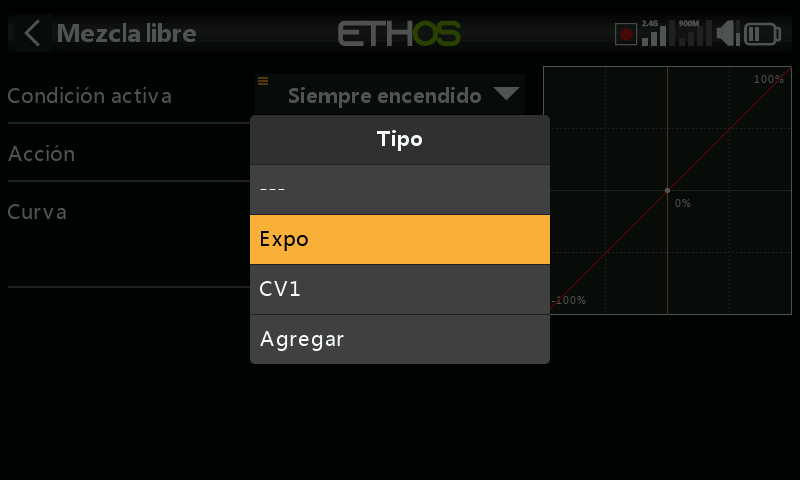 Mezcla libre
ETHOS
2.4G
900M
Condición activa
Siempre encendido
100%
Tipo
Acción
---
Curva
0%
Expo
CV1
-100%
Agregar